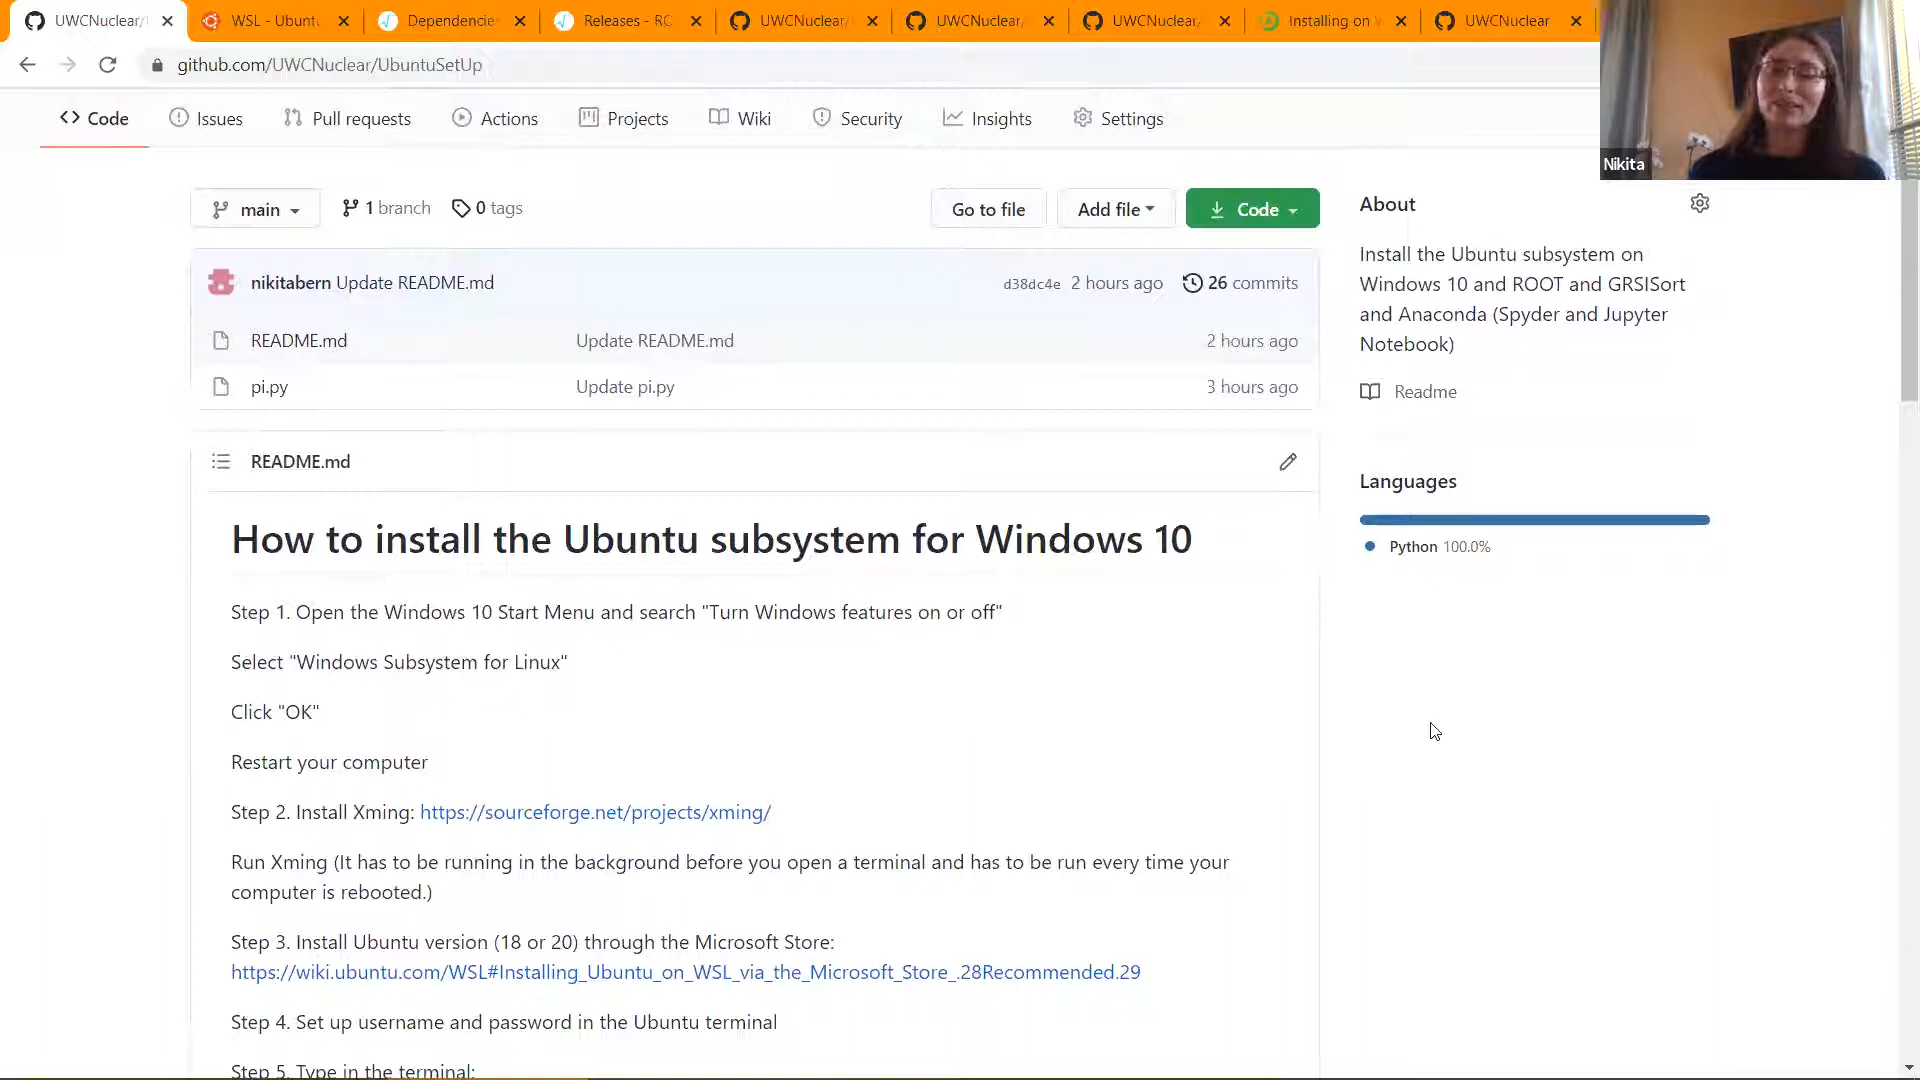 UWCNuclear/
WSL - Ubunt
Dependencie
Releases - RO
UWCNuclear/
UWCNuclear/
UWCNuclear/
Installing on
UWCNuclear
github.com/UWCNuclear/UbuntuSetUp
Nikita
Code
Issues
Pull requests
Actions
Projects
Wiki
Security
Insights
Settings
main
1 branch
0 tags
Go to file
Add file
Code
About
Install the Ubuntu subsystem on
Windows 10 and ROOT and GRSISort
and Anaconda (Spyder and Jupyter
Notebook)
Readme
nikitabern Update README.md
d38dc4e 2 hours ago
26 commits
README.md Update README.md 2 hours ago
pi.py Update pi.py 3 hours ago
Languages
Python 100.0%
README.md
How to install the Ubuntu subsystem for Windows 10
Step 1. Open the Windows 10 Start Menu and search "Turn Windows features on or off"
Select "Windows Subsystem for Linux"
Click "OK"
Restart your computer
Step 2. Install Xming: https://sourceforge.net/projects/xming/
Run Xming (It has to be running in the background before you open a terminal and has to be run every time your
computer is rebooted.)
Step 3. Install Ubuntu version (18 or 20) through the Microsoft Store:
https://wiki.ubuntu.com/WSL#Installing_Ubuntu_on_WSL_via_the_Microsoft_Store_.28Recommended.29
Step 4. Set up username and password in the Ubuntu terminal
Step 5. Type in the terminal: